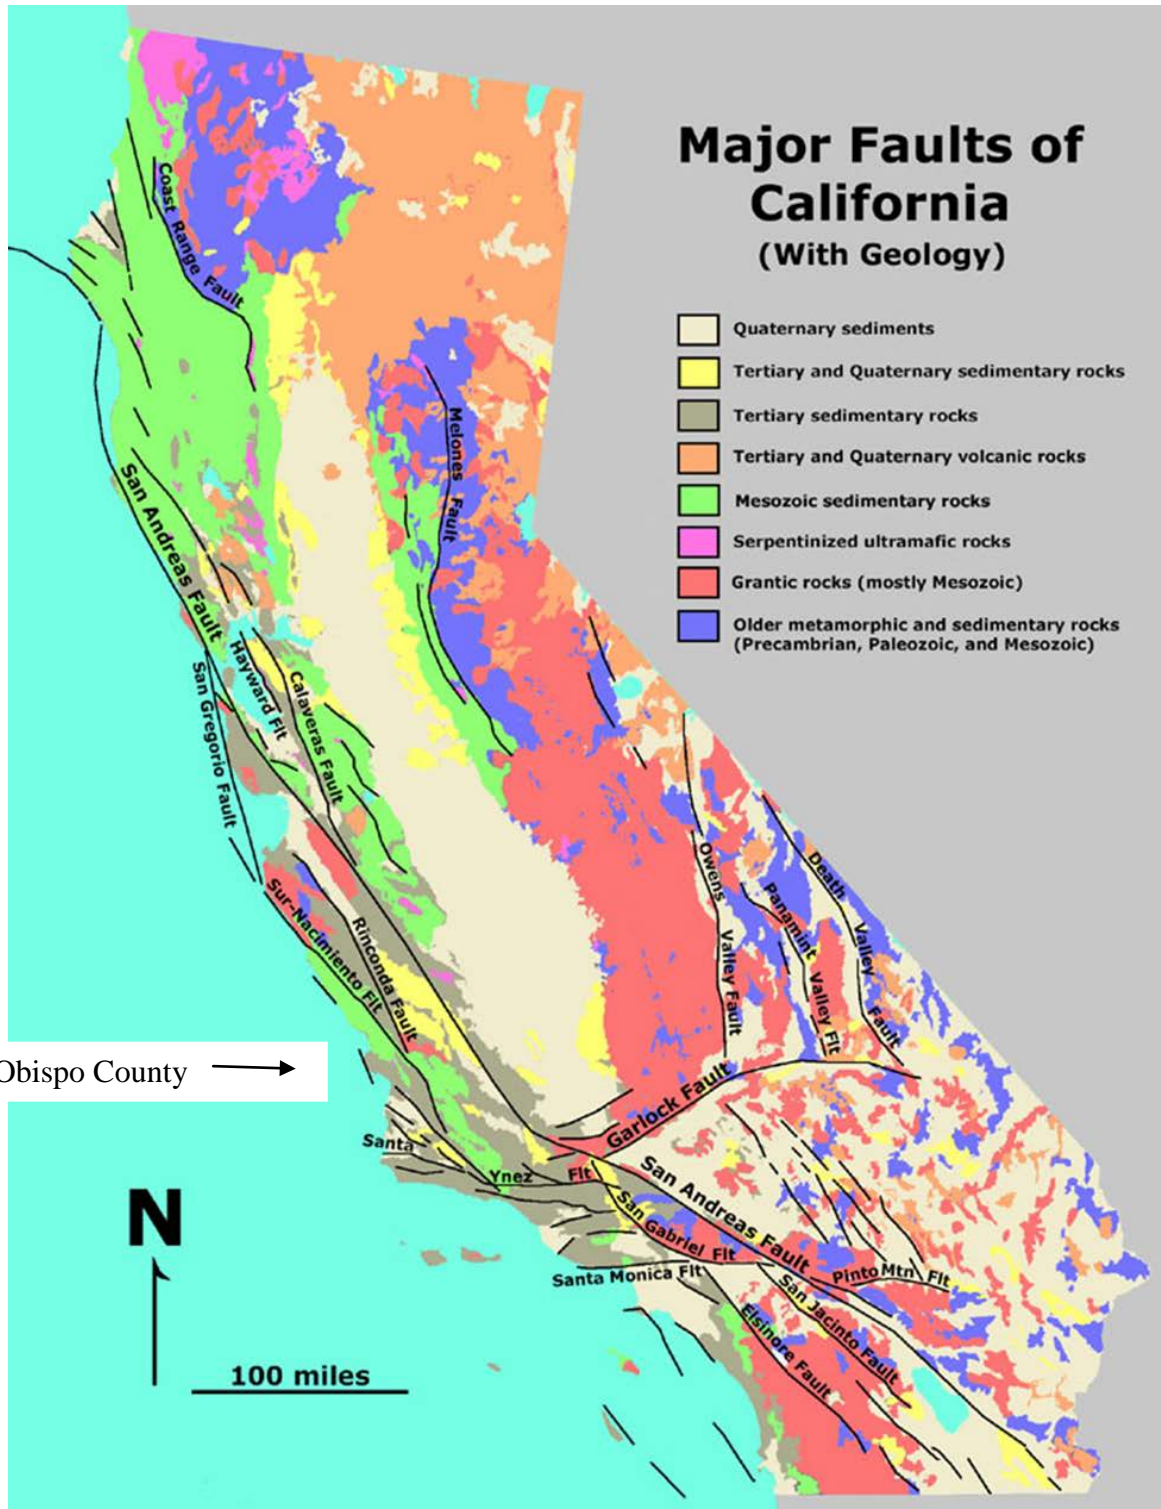 Major Faults of
California
(With Geology)
Quaternary sediments
Tertiary and Quaternary sedimentary rocks
Tertiary sedimentary rocks
Tertiary and Quaternary volcanic rocks
Mesozoic sedimentary rocks
Serpentinized ultramafic rocks
Grantic rocks (mostly Mesozoic)
Older metamorphic and sedimentary rocks
(Precambrian, Paleozoic, and Mesozoic)
Coast Range Fault
Melones Fault
San Andreas Fault
Hayward Flt
Calaveras Fault
San Gregorio Fault
Owens Valley Fault
Death Valley Fault
Panamint Valley Flt
Sur-Nacimiento Flt
Rinconda Fault
Obispo County
Garlock Fault
Santa Ynez Flt
San Andreas Fault
San Gabriel Flt
Santa Monica Flt
Pinto Mtn Flt
San Jacinto Fault
Elsinore Fault
N
100 miles